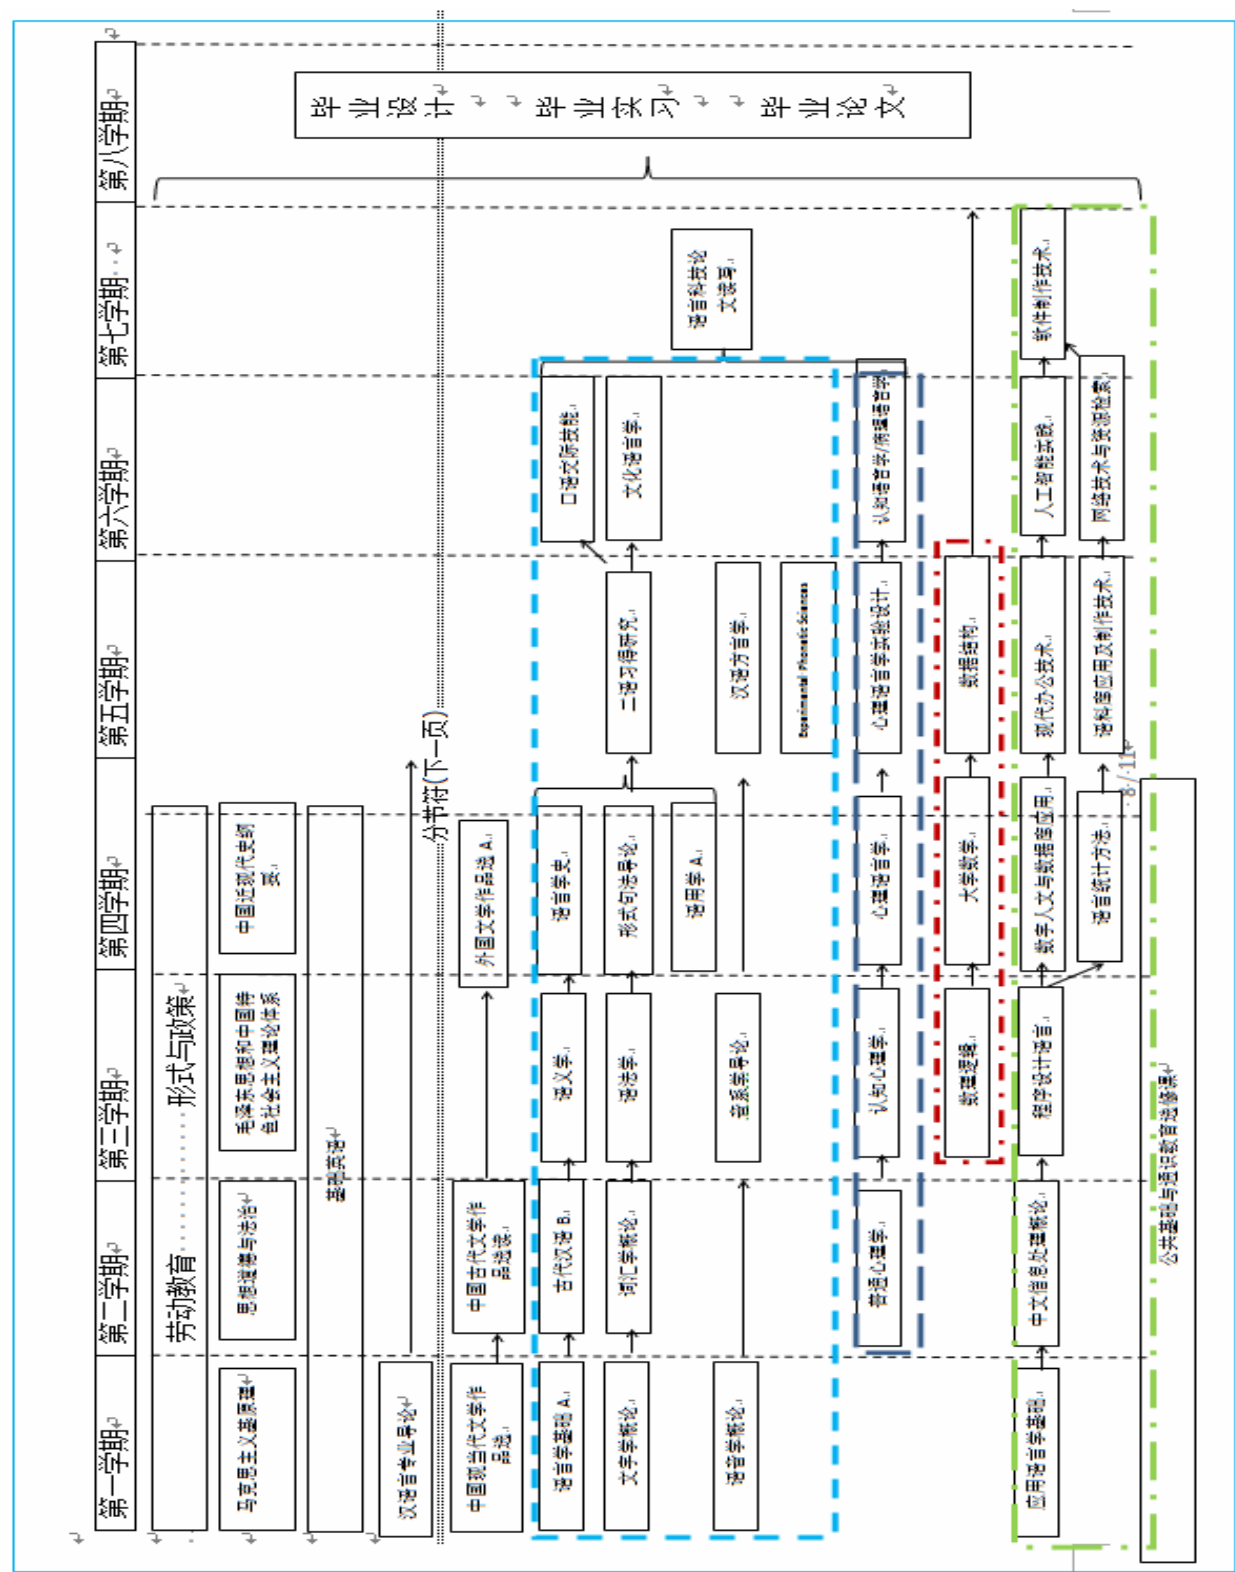 第一学期
第二学期
第三学期
第四学期
第五学期
第六学期
第七学期
第八学期
劳动教育
形式与政策
马克思主义基原理
思想道德与法治
毛泽东思想和中国特
色社会主义理论体系
中国近现代史纲
要
基础英语
汉语言专业导论
分节符(下一页)
中国现当代文学作
品选
中国古代文学作
品选读
外国文学作品选 A
语言学基础 A
古代汉语 B
语义学
语言学史
口语交际技能
文字学概论
词汇学概论
语法学
形式句法导论
二语习得研究
文化语言学
语用学 A
语音学概论
音系学导论
汉语方言学
Experimental Phonetic Sciences
语言科技论
文读写
普通心理学
认知心理学
心理语言学
心理语言学实验设计
认知语言学/病理语言学
数理逻辑
大学数学
数据结构
应用语言学基础
中文信息处理概论
程序设计语言
数字人文与数据库应用
现代办公技术
人工智能实践
软件制作技术
语言统计方法
语料库应用及制作技术
网络技术与资源检索
8/11
公共基础与通识教育选修课
毕业设计 毕业实习 毕业论文